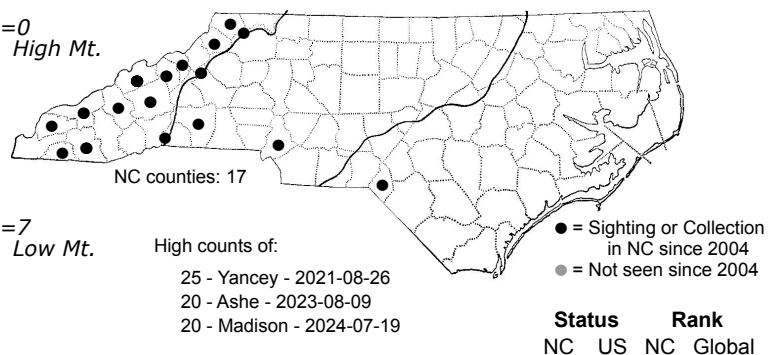 =0
High Mt.
NC counties: 17
=7
Low Mt.
High counts of:
25 - Yancey - 2021-08-26
20 - Ashe - 2023-08-09
20 - Madison - 2024-07-19
● = Sighting or Collection
in NC since 2004
● = Not seen since 2004
Status Rank
NC US NC Global